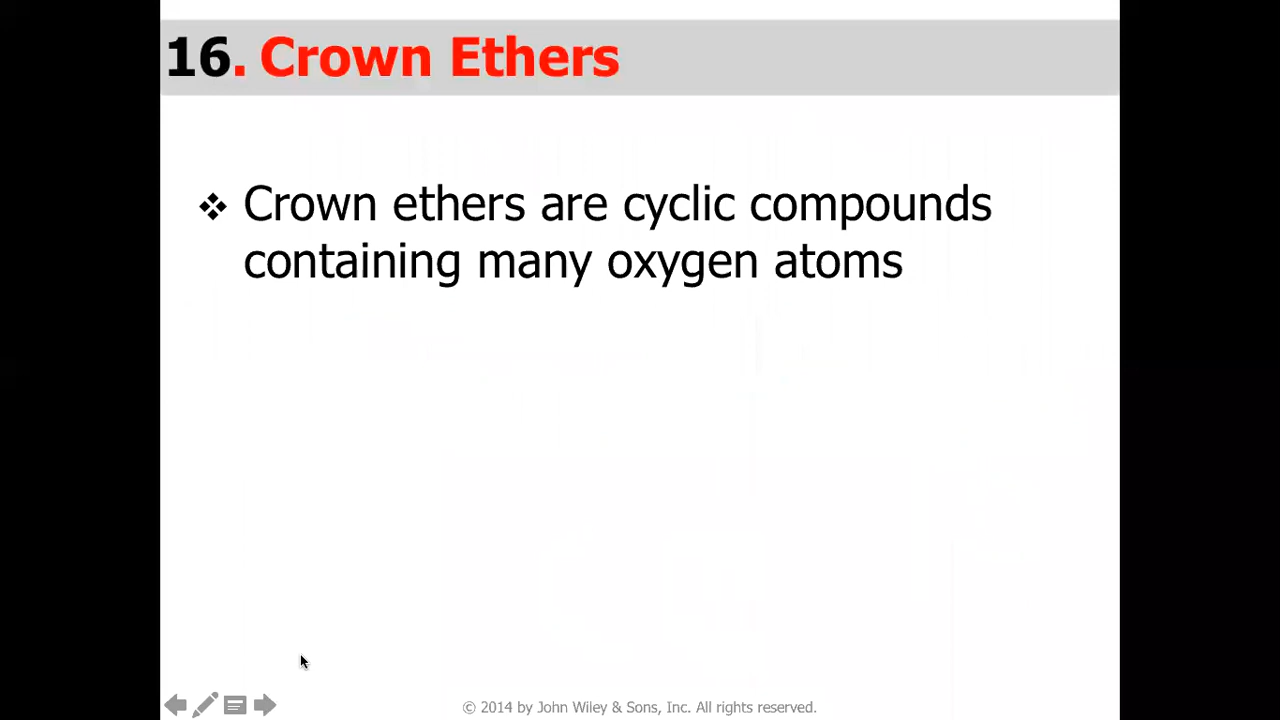 16. Crown Ethers
❖ Crown ethers are cyclic compounds
containing many oxygen atoms
© 2014 by John Wiley & Sons, Inc. All rights reserved.